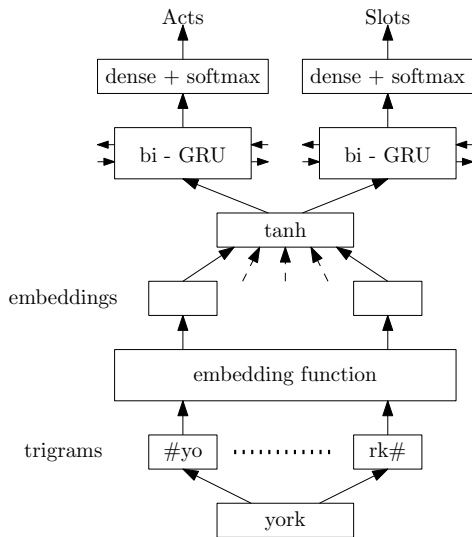 Acts Slots
dense + softmax dense + softmax
bi - GRU bi - GRU
tanh
embeddings
embedding function
trigrams #yo rk#
york